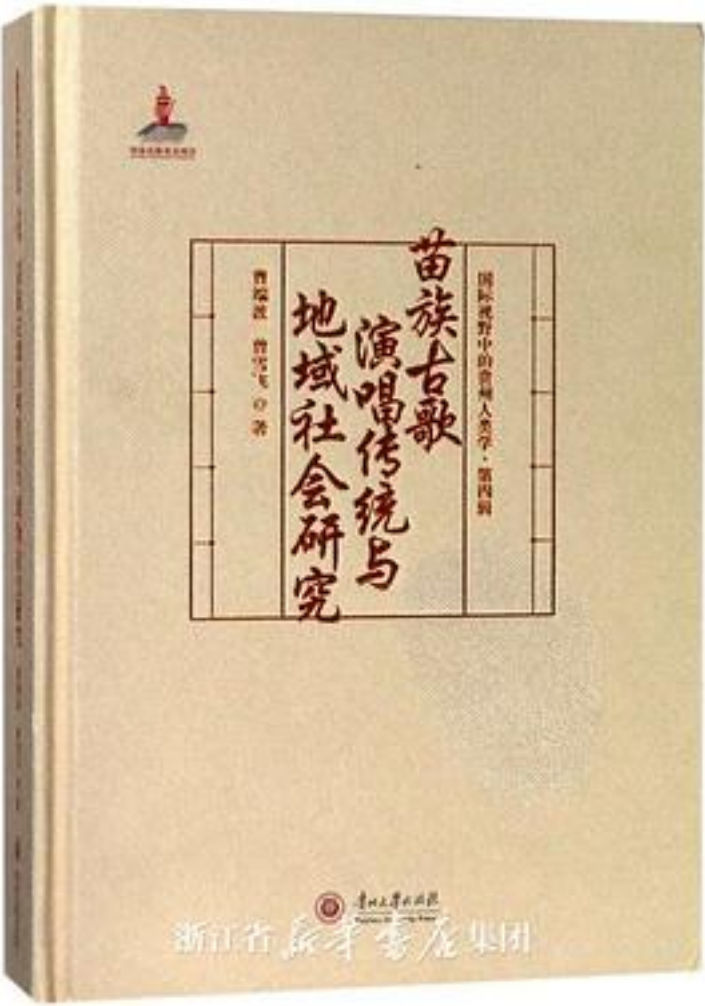 国际视野中的贵州人类学·第四辑
苗族古歌
演唱传统与
地域社会研究
曹端波 曾雪飞 ◎ 著
贵州大学出版社
浙江省新华书店集团